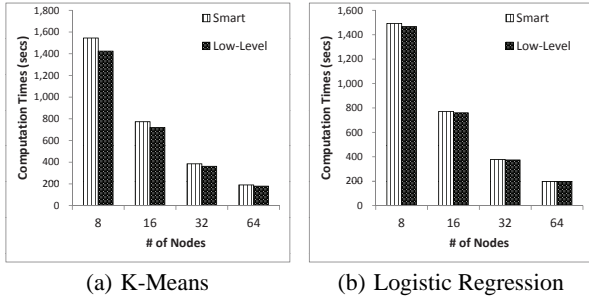 1,800
1,600
1,400
1,200
1,000
800
600
400
200
0
Computation Times (secs)
Smart
Low-Level
8 16 32 64
# of Nodes
(a) K-Means
1,600
1,400
1,200
1,000
800
600
400
200
0
Computation Times (secs)
Smart
Low-Level
8 16 32 64
# of Nodes
(b) Logistic Regression